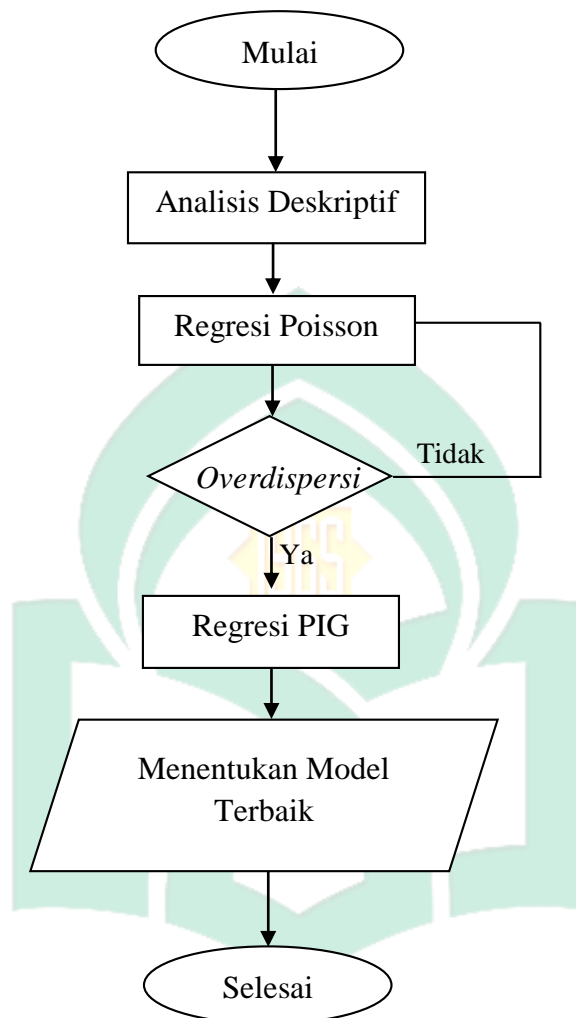 Mulai
Analisis Deskriptif
Regresi Poisson
Overdispersi
Tidak
Ya
Regresi PIG
Menentukan Model
Terbaik
Selesai